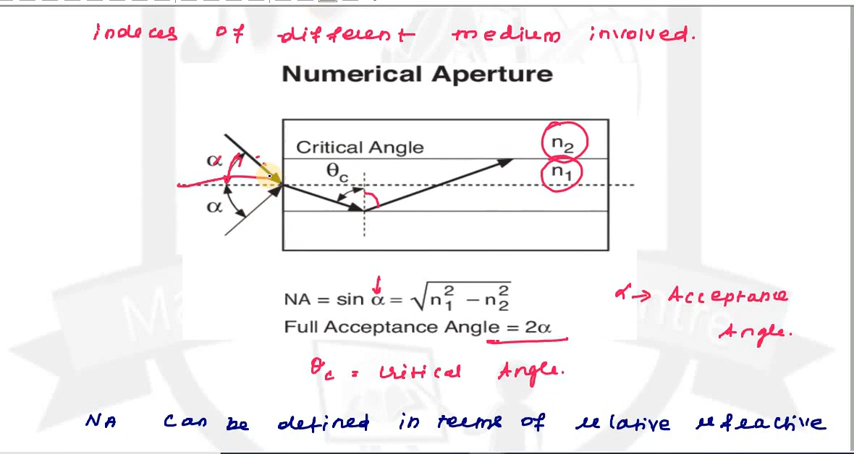 indeces of different medium involved.
Numerical Aperture
Critical Angle
n₂
θc
n₁
α
α
NA = sin α = √n₁² − n₂²
α → Acceptance
Angle.
Full Acceptance Angle = 2α
θc = critical Angle.
NA can be defined in terms of relative refractive